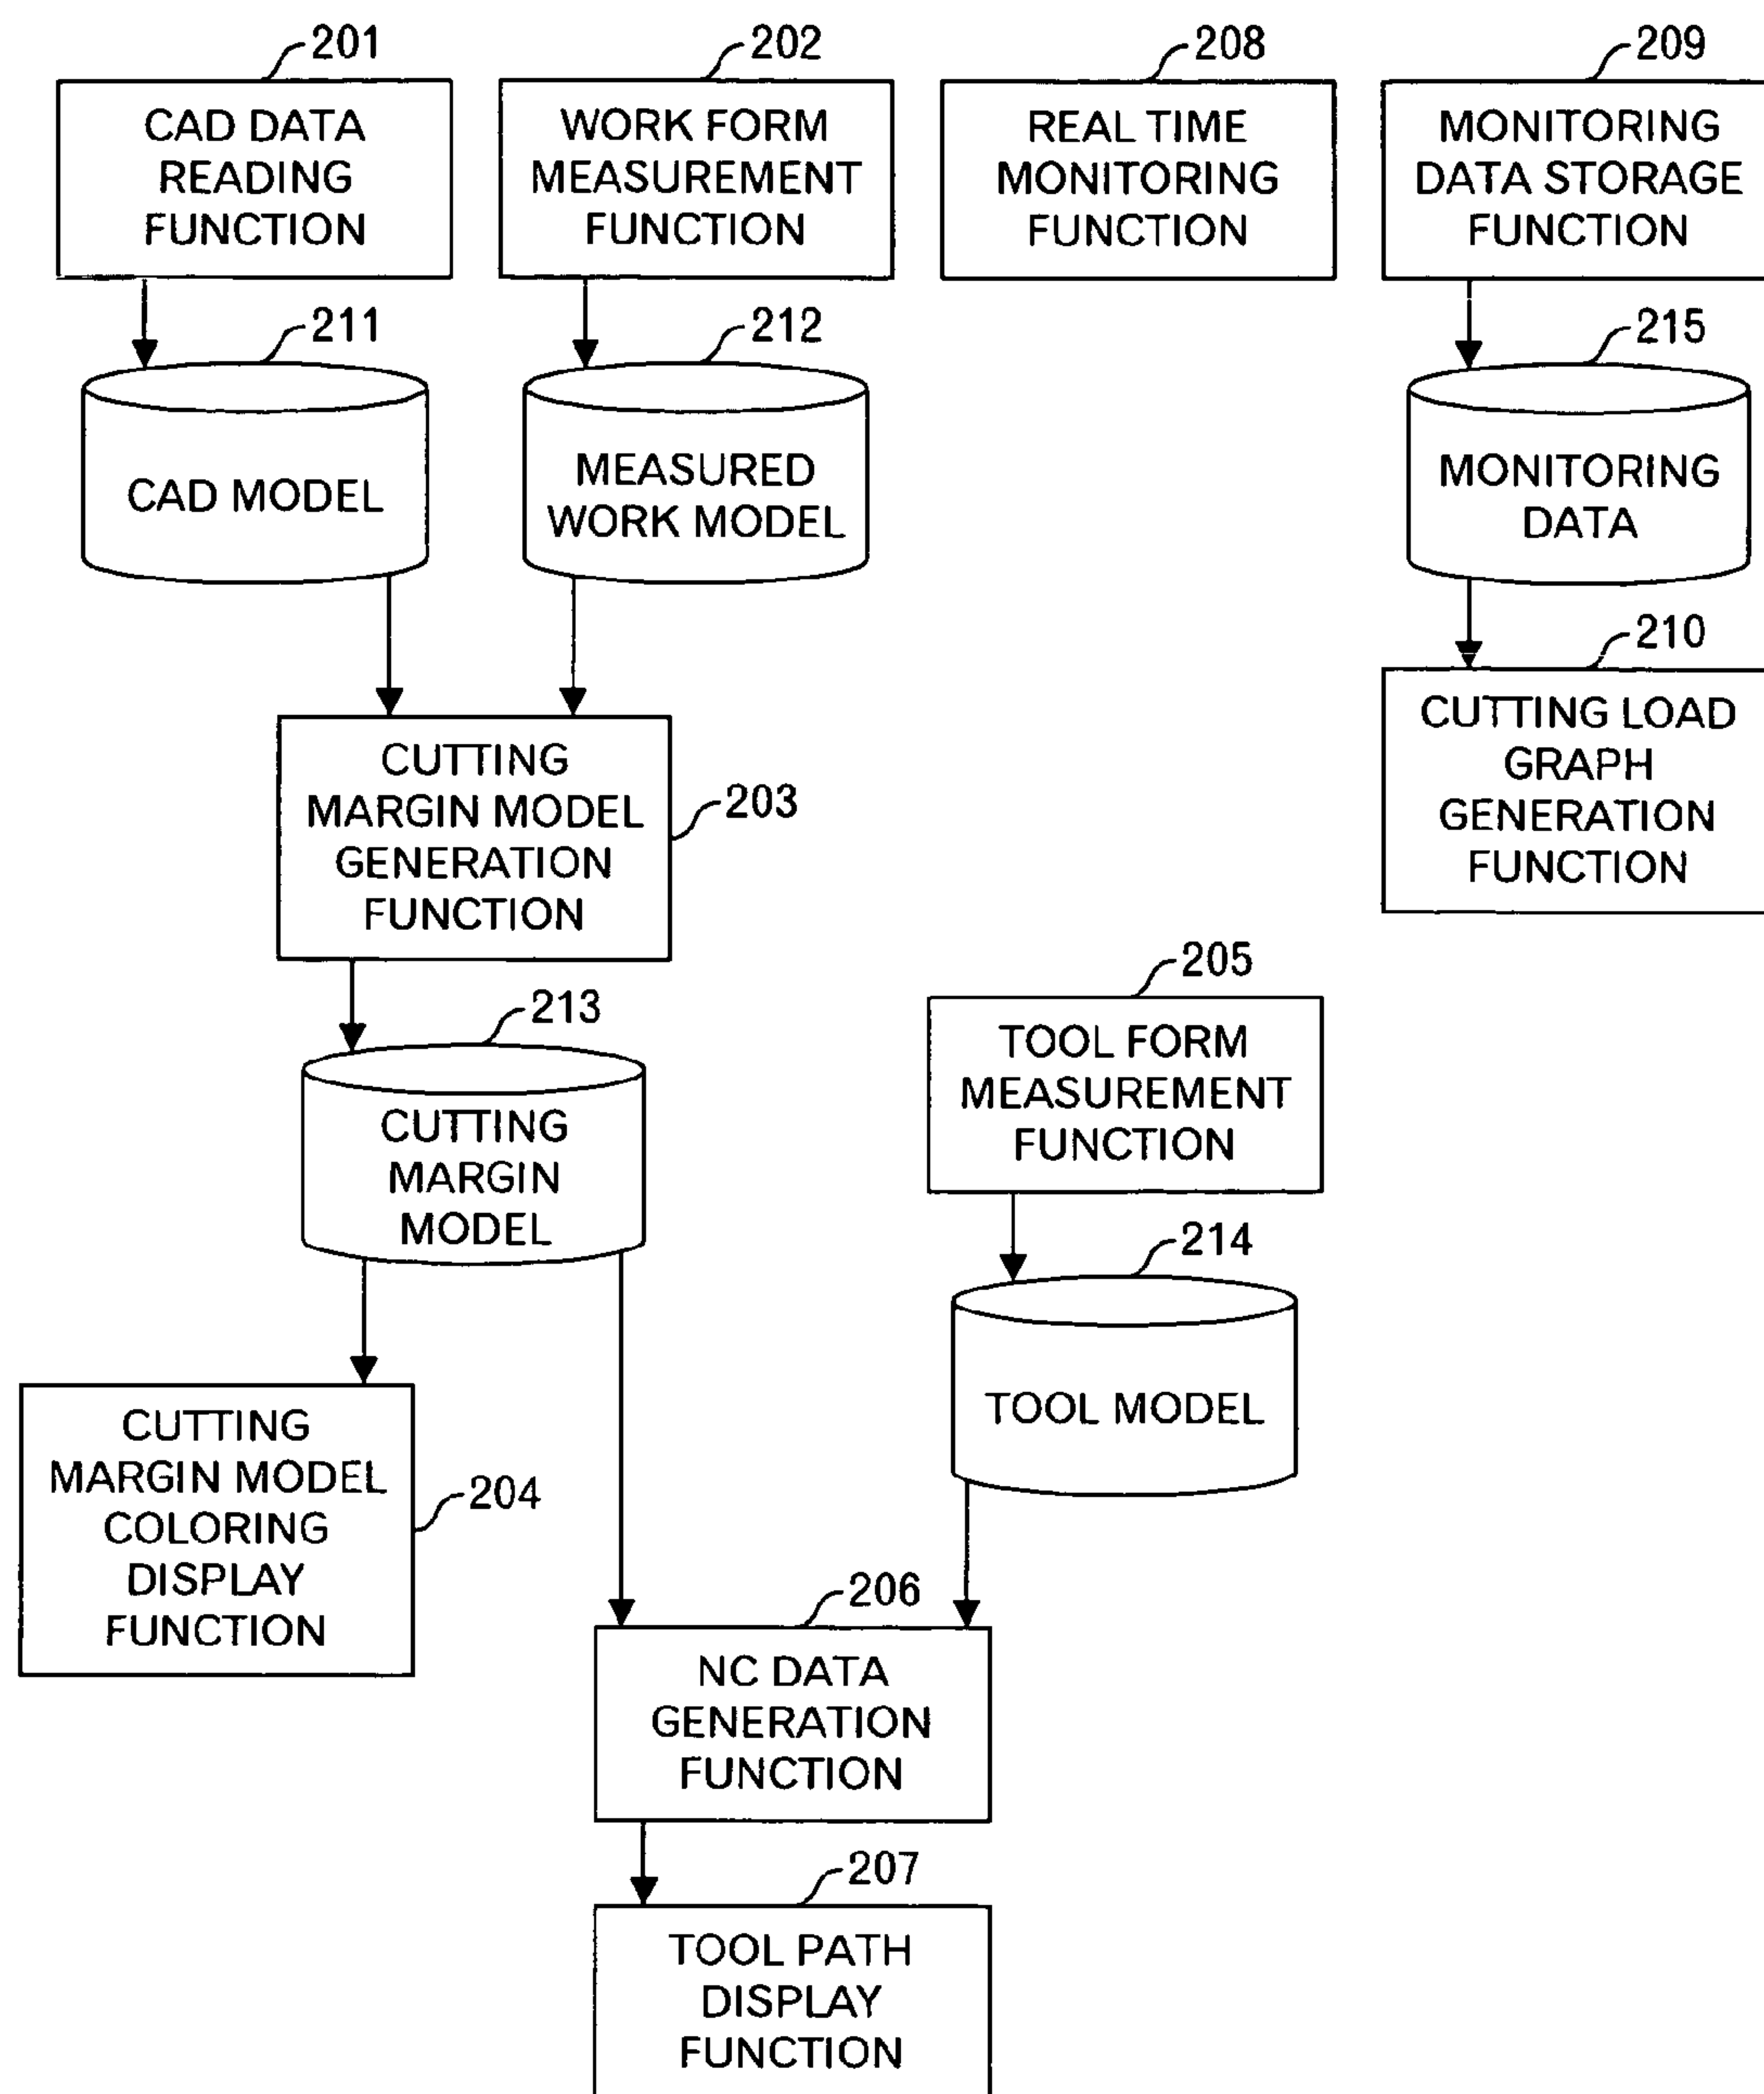 201
CAD DATA
READING
FUNCTION
202
WORK FORM
MEASUREMENT
FUNCTION
208
REAL TIME
MONITORING
FUNCTION
209
MONITORING
DATA STORAGE
FUNCTION
211
CAD MODEL
212
MEASURED
WORK MODEL
215
MONITORING
DATA
210
CUTTING LOAD
GRAPH
GENERATION
FUNCTION
CUTTING
MARGIN MODEL
GENERATION
FUNCTION
203
213
CUTTING
MARGIN
MODEL
205
TOOL FORM
MEASUREMENT
FUNCTION
214
TOOL MODEL
CUTTING
MARGIN MODEL
COLORING
DISPLAY
FUNCTION
204
206
NC DATA
GENERATION
FUNCTION
207
TOOL PATH
DISPLAY
FUNCTION